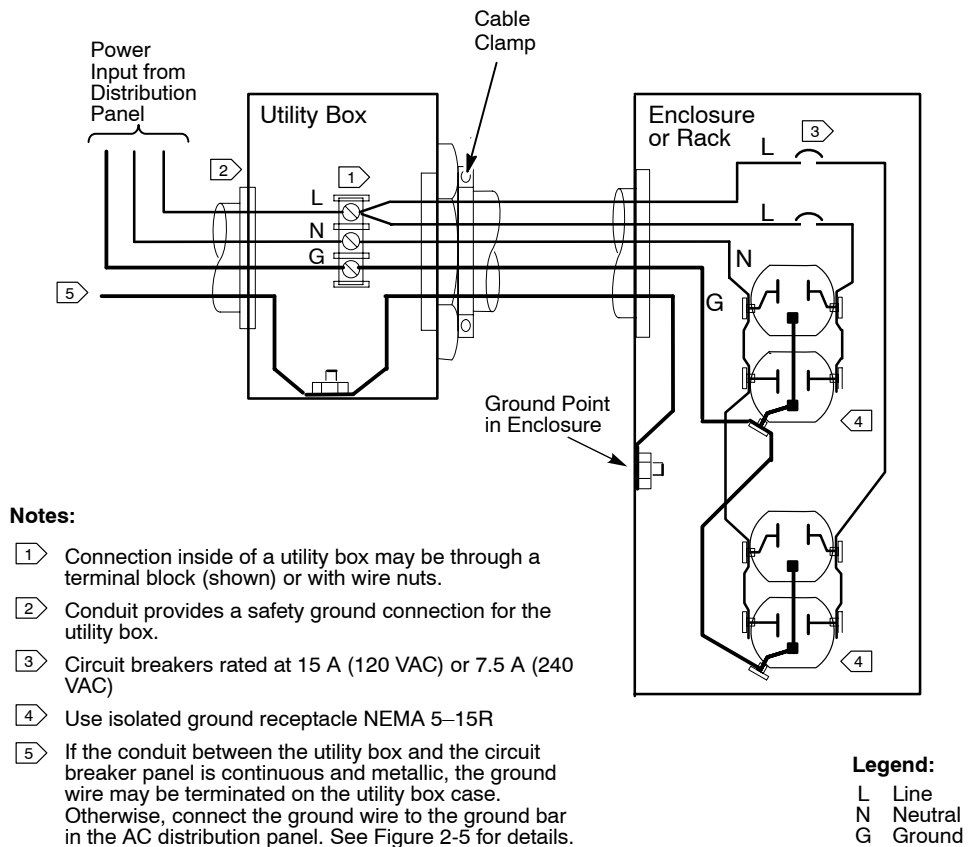 Cable
Clamp
Power
Input from
Distribution
Panel
Utility Box
Enclosure
or Rack
3
L
2
1
L
L
N
N
G
5
G
4
Ground Point
in Enclosure
4
Notes:
1 Connection inside of a utility box may be through a
terminal block (shown) or with wire nuts.
2 Conduit provides a safety ground connection for the
utility box.
3 Circuit breakers rated at 15 A (120 VAC) or 7.5 A (240
VAC)
4 Use isolated ground receptacle NEMA 5–15R
5 If the conduit between the utility box and the circuit
breaker panel is continuous and metallic, the ground
wire may be terminated on the utility box case.
Otherwise, connect the ground wire to the ground bar
in the AC distribution panel. See Figure 2-5 for details.
Legend:
L Line
N Neutral
G Ground